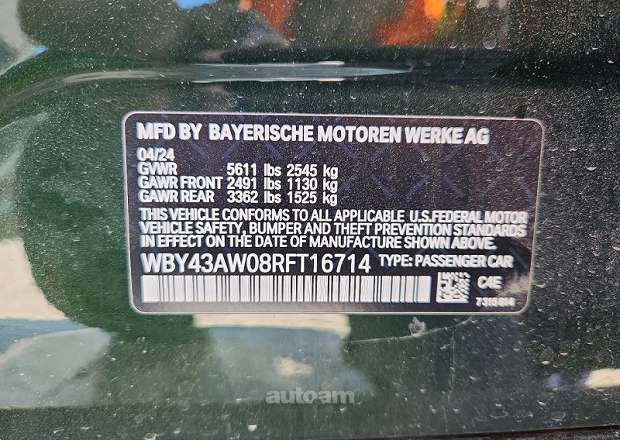 MFD BY BAYERISCHE MOTOREN WERKE AG
04/24
GVWR 5611 lbs 2545 kg
GAWR FRONT 2491 lbs 1130 kg
GAWR REAR 3362 lbs 1525 kg
THIS VEHICLE CONFORMS TO ALL APPLICABLE U.S.FEDERAL MOTOR
VEHICLE SAFETY, BUMPER AND THEFT PREVENTION STANDARDS
IN EFFECT ON THE DATE OF MANUFACTURE SHOWN ABOVE.
WBY43AW08RFT16714 TYPE: PASSENGER CAR
C4E
7315814
autoam